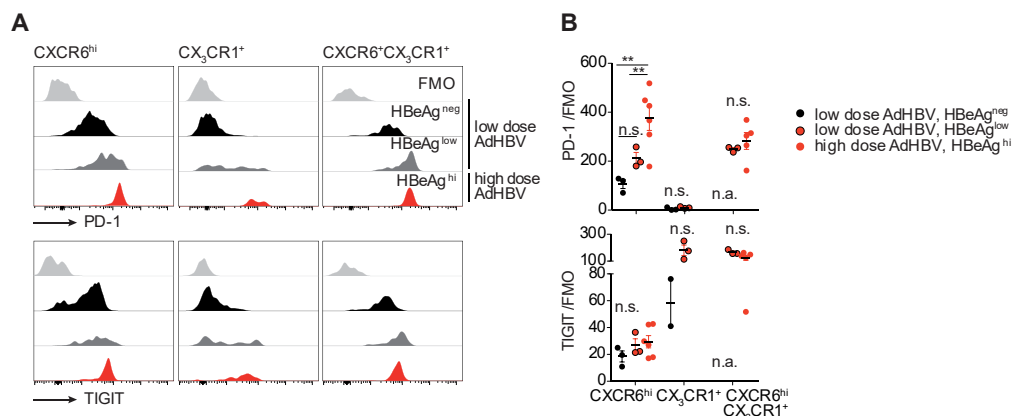 A
CXCR6hi
CX3CR1+
CXCR6+CX3CR1+
FMO
HBeAgneg
HBeAglow
HBeAghi
low dose
AdHBV
high dose
AdHBV
PD-1
TIGIT
B
600
400
200
0
PD-1 /FMO
**
**
n.s.
n.s.
n.s.
n.a.
low dose AdHBV, HBeAgneg
low dose AdHBV, HBeAglow
high dose AdHBV, HBeAghi
300
200
100
80
60
40
20
0
TIGIT /FMO
n.s.
n.s.
n.s.
n.a.
CXCR6hi
CX3CR1+
CXCR6hi
CX3CR1+